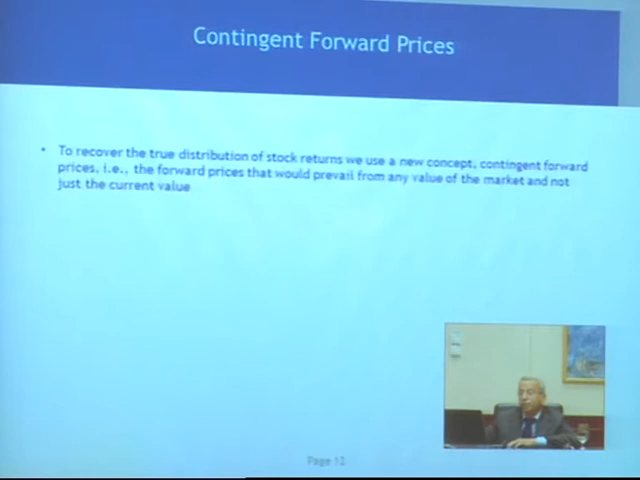 Contingent Forward Prices
• To recover the true distribution of stock returns we use a new concept, contingent forward
prices, i.e., the forward prices that would prevail from any value of the market and not
just the current value
Page 12